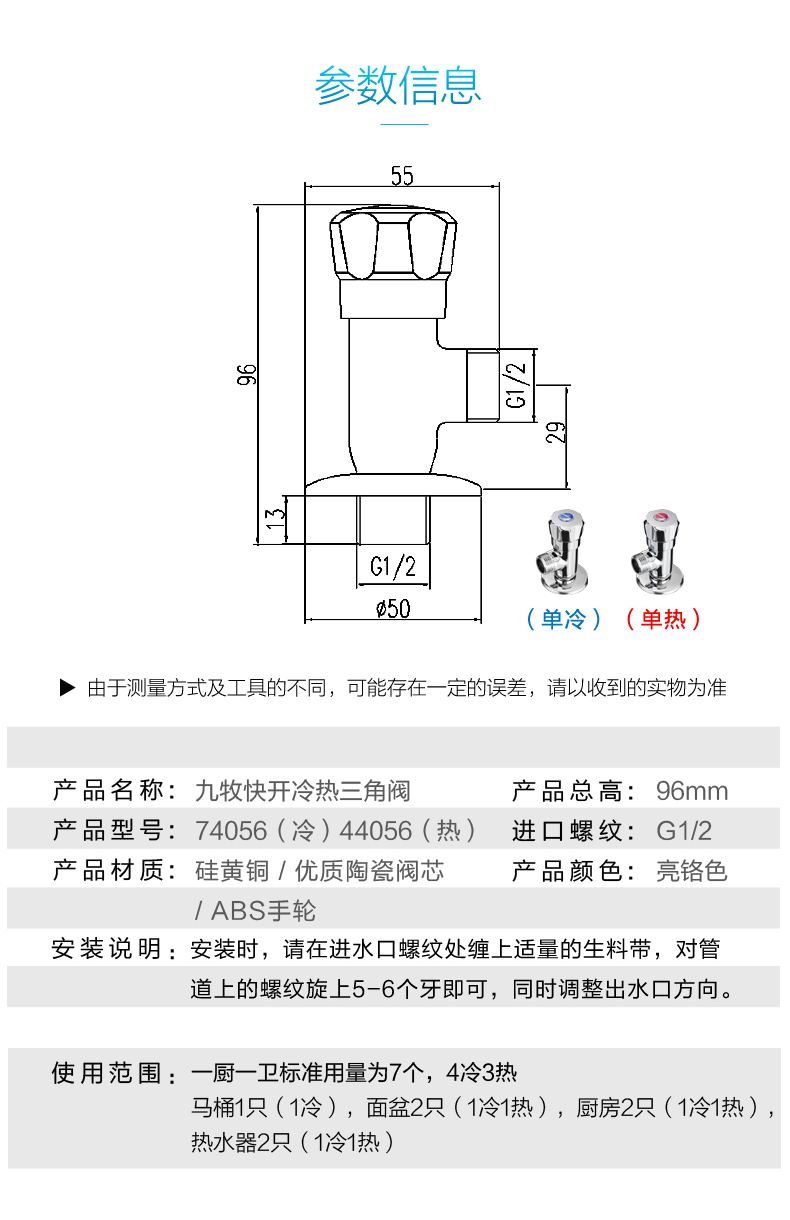 参数信息
55
96
G1/2
29
13
G1/2
ø50
（单冷）（单热）
▶ 由于测量方式及工具的不同，可能存在一定的误差，请以收到的实物为准
产品名称：九牧快开冷热三角阀 产品总高：96mm
产品型号：74056（冷）44056（热） 进口螺纹：G1/2
产品材质：硅黄铜 / 优质陶瓷阀芯 产品颜色：亮铬色
/ ABS手轮
安装说明：安装时，请在进水口螺纹处缠上适量的生料带，对管
道上的螺纹旋上5-6个牙即可，同时调整出水口方向。
使用范围：一厨一卫标准用量为7个，4冷3热
马桶1只（1冷），面盆2只（1冷1热），厨房2只（1冷1热），
热水器2只（1冷1热）